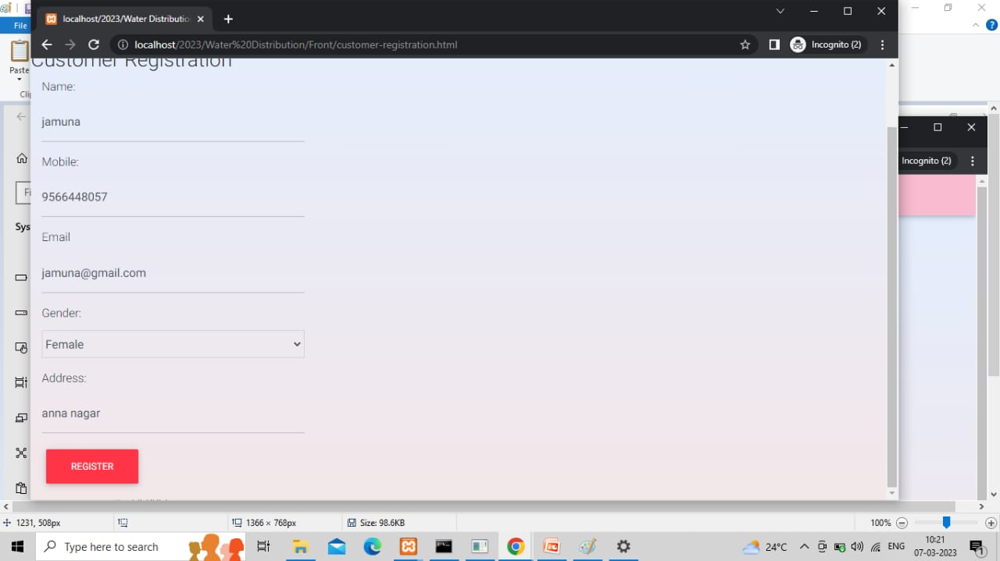 localhost/2023/Water Distributio
localhost/2023/Water%20Distribution/Front/customer-registration.html
Incognito (2)
File
Paste
Customer Registration
Name:
jamuna
Mobile:
9566448057
Email
jamuna@gmail.com
Gender:
Female
Address:
anna nagar
REGISTER
Incognito (2)
Cli
Fi
Sys
1231, 508px
1366 × 768px
Size: 98.6KB
100%
Type here to search
24°C
ENG
10:21
07-03-2023
1